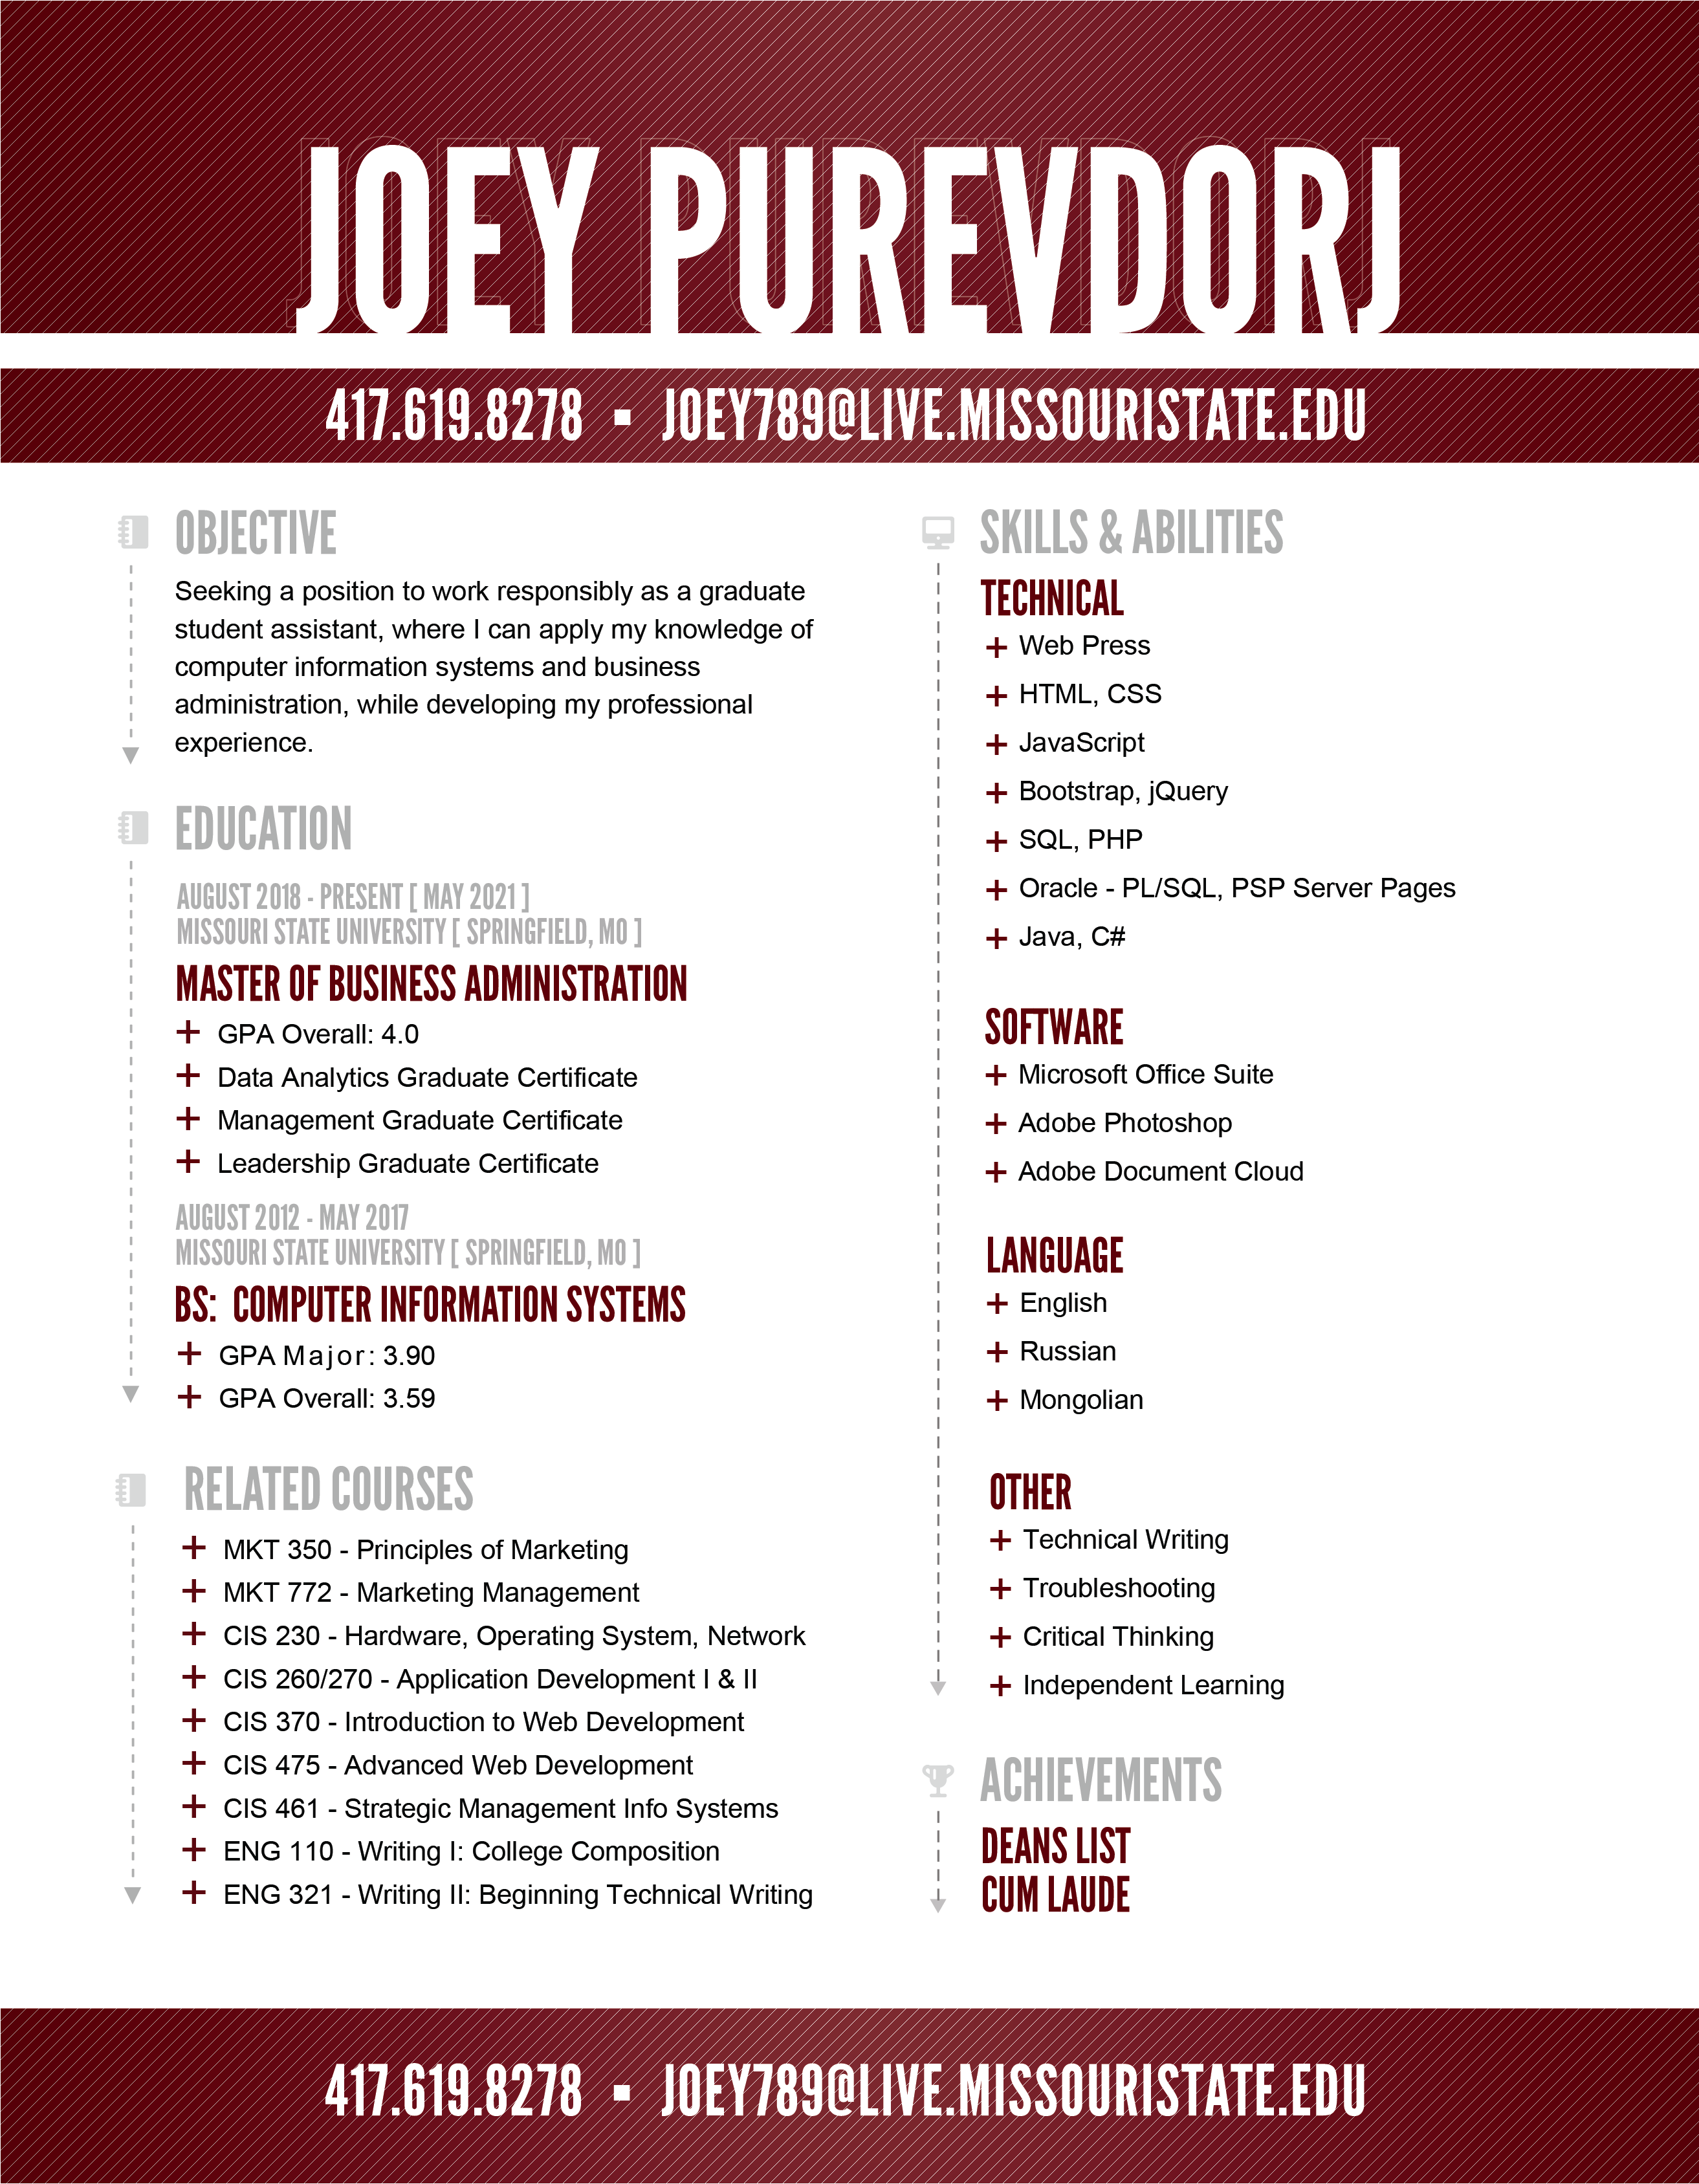 JOEY PUREVDORJ
417.619.8278 ▪ JOEY789@LIVE.MISSOURISTATE.EDU
OBJECTIVE
Seeking a position to work responsibly as a graduate
student assistant, where I can apply my knowledge of
computer information systems and business
administration, while developing my professional
experience.
EDUCATION
AUGUST 2018 - PRESENT [ MAY 2021 ]
MISSOURI STATE UNIVERSITY [ SPRINGFIELD, MO ]
MASTER OF BUSINESS ADMINISTRATION
+ GPA Overall: 4.0
+ Data Analytics Graduate Certificate
+ Management Graduate Certificate
+ Leadership Graduate Certificate
AUGUST 2012 - MAY 2017
MISSOURI STATE UNIVERSITY [ SPRINGFIELD, MO ]
BS: COMPUTER INFORMATION SYSTEMS
+ GPA Major: 3.90
+ GPA Overall: 3.59
RELATED COURSES
+ MKT 350 - Principles of Marketing
+ MKT 772 - Marketing Management
+ CIS 230 - Hardware, Operating System, Network
+ CIS 260/270 - Application Development I & II
+ CIS 370 - Introduction to Web Development
+ CIS 475 - Advanced Web Development
+ CIS 461 - Strategic Management Info Systems
+ ENG 110 - Writing I: College Composition
+ ENG 321 - Writing II: Beginning Technical Writing
SKILLS & ABILITIES
TECHNICAL
+ Web Press
+ HTML, CSS
+ JavaScript
+ Bootstrap, jQuery
+ SQL, PHP
+ Oracle - PL/SQL, PSP Server Pages
+ Java, C#
SOFTWARE
+ Microsoft Office Suite
+ Adobe Photoshop
+ Adobe Document Cloud
LANGUAGE
+ English
+ Russian
+ Mongolian
OTHER
+ Technical Writing
+ Troubleshooting
+ Critical Thinking
+ Independent Learning
ACHIEVEMENTS
DEANS LIST
CUM LAUDE
417.619.8278 ▪ JOEY789@LIVE.MISSOURISTATE.EDU